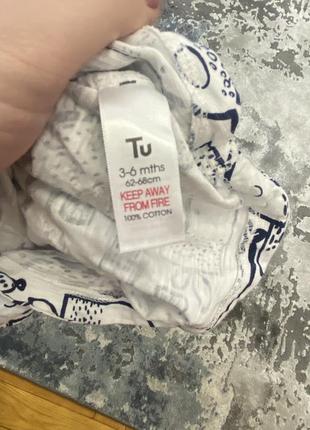 Tu
3-6 mths
62-68cm
KEEP AWAY
FROM FIRE
100% COTTON